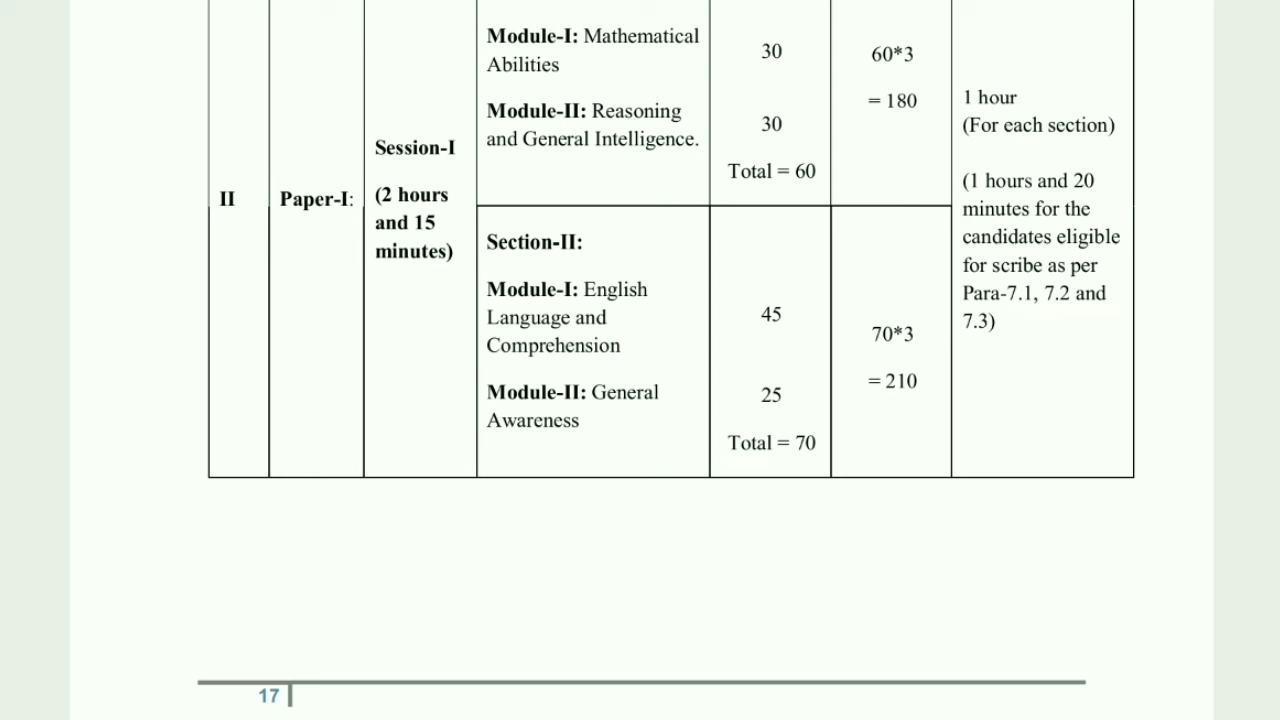 II
Paper-I:
Session-I
(2 hours
and 15
minutes)
Module-I: Mathematical
Abilities
Module-II: Reasoning
and General Intelligence.
30
30
Total = 60
60*3
= 180
Section-II:
Module-I: English
Language and
Comprehension
Module-II: General
Awareness
45
25
Total = 70
70*3
= 210
1 hour
(For each section)
(1 hours and 20
minutes for the
candidates eligible
for scribe as per
Para-7.1, 7.2 and
7.3)
17